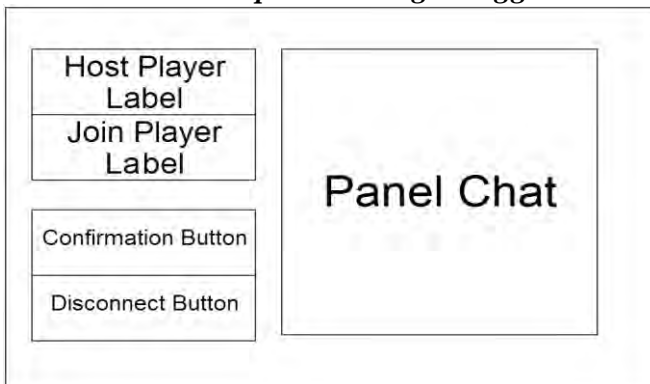 Host Player
Label
Join Player
Label
Confirmation Button
Disconnect Button
Panel Chat